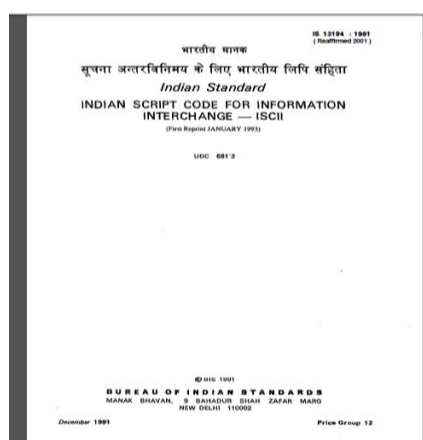 IS 13194 : 1991
( Reaffirmed 2001 )
भारतीय मानक
सूचना अन्तरविनिमय के लिए भारतीय लिपि संहिता
Indian Standard
INDIAN SCRIPT CODE FOR INFORMATION
INTERCHANGE — ISCII
(First Reprint JANUARY 1993)
UDC 681·3
© BIS 1991
BUREAU OF INDIAN STANDARDS
MANAK BHAVAN, 9 BAHADUR SHAH ZAFAR MARG
NEW DELHI 110002
December 1991
Price Group 12